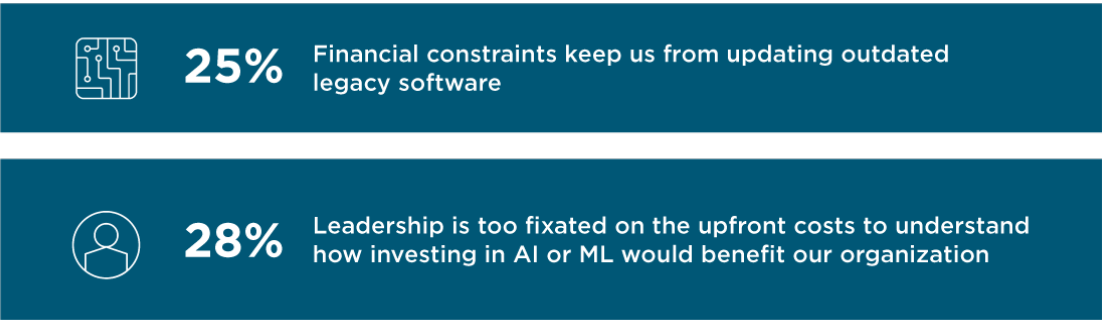 25%
Financial constraints keep us from updating outdated
legacy software
28%
Leadership is too fixated on the upfront costs to understand
how investing in AI or ML would benefit our organization